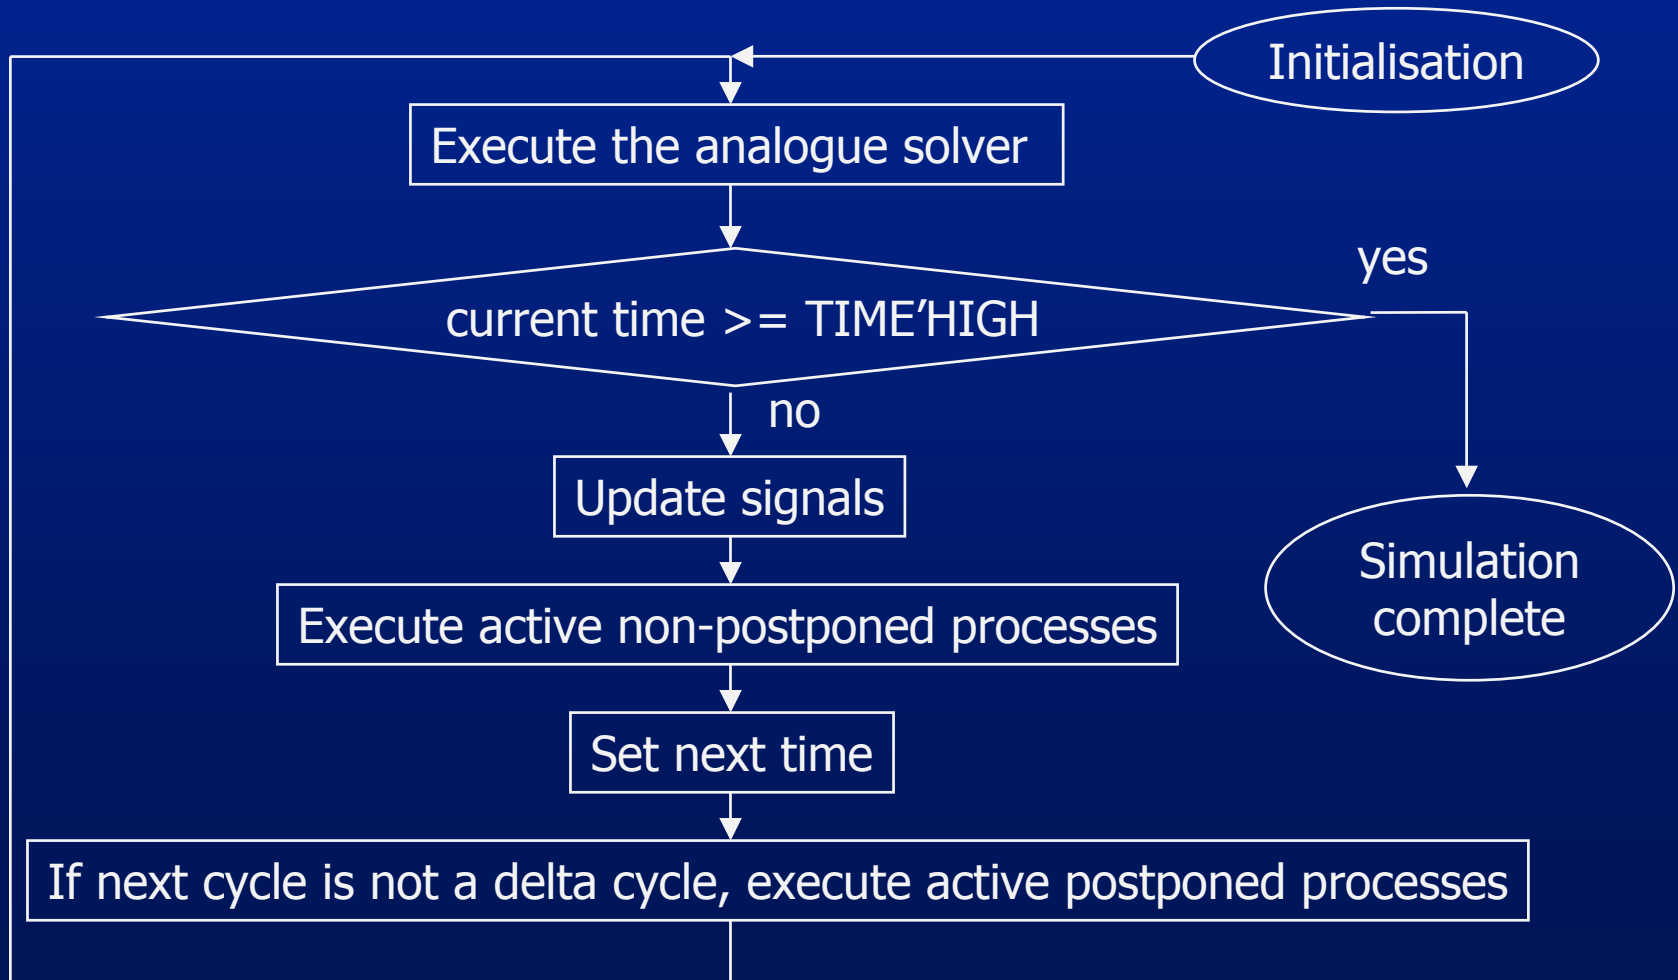 Initialisation
Execute the analogue solver
yes
current time >= TIME’HIGH
no
Update signals
Simulation
complete
Execute active non-postponed processes
Set next time
If next cycle is not a delta cycle, execute active postponed processes